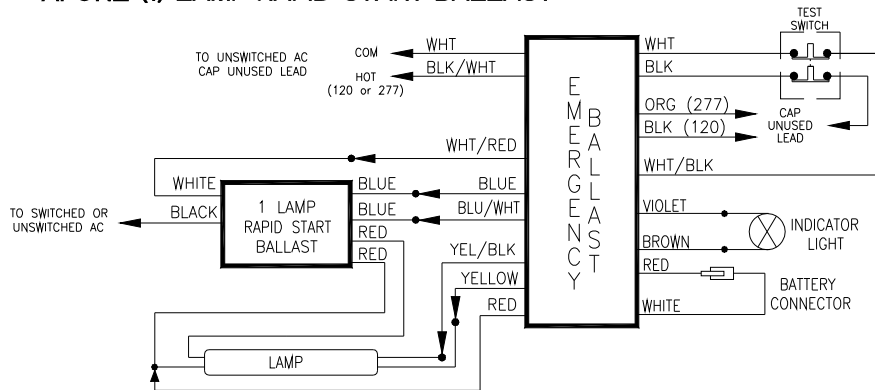 TEST
SWITCH
TO UNSWITCHED AC
CAP UNUSED LEAD
COM
HOT
(120 or 277)
WHT
BLK/WHT
WHT
BLK
ORG (277)
BLK (120)
CAP
UNUSED
LEAD
EMERGENCY
BALLAST
WHT/RED
WHT/BLK
WHITE
BLACK
TO SWITCHED OR
UNSWITCHED AC
1 LAMP
RAPID START
BALLAST
BLUE
BLUE
RED
RED
BLUE
BLU/WHT
YEL/BLK
YELLOW
RED
VIOLET
BROWN
INDICATOR
LIGHT
RED
WHITE
BATTERY
CONNECTOR
LAMP